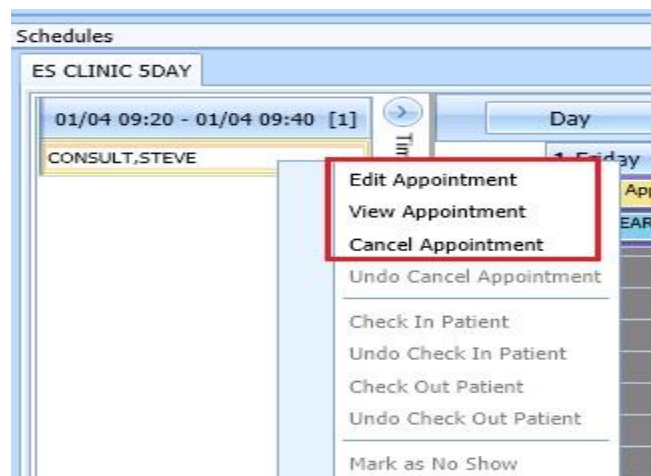 Schedules
ES CLINIC 5DAY
01/04 09:20 - 01/04 09:40 [1]
Day
CONSULT,STEVE
Edit Appointment
View Appointment
Cancel Appointment
Undo Cancel Appointment
Check In Patient
Undo Check In Patient
Check Out Patient
Undo Check Out Patient
Mark as No Show